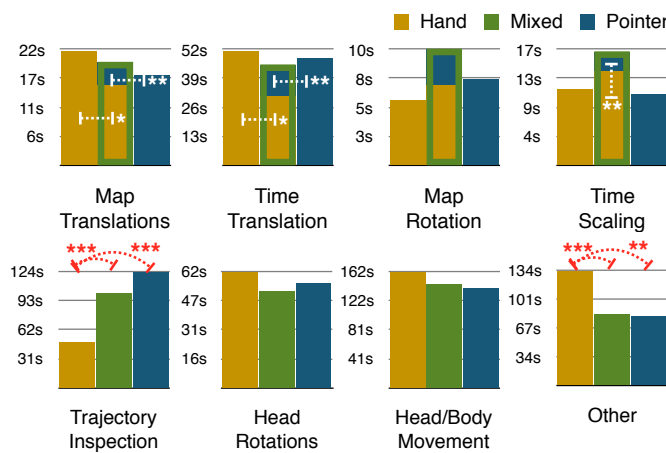 Hand Mixed Pointer
22s
17s
11s
6s
**
*
Map
Translations
52s
39s
26s
13s
**
*
Time
Translation
10s
8s
5s
3s
Map
Rotation
17s
13s
9s
4s
**
Time
Scaling
*** ***
124s
93s
62s
31s
Trajectory
Inspection
62s
47s
31s
16s
Head
Rotations
162s
122s
81s
41s
Head/Body
Movement
*** **
134s
101s
67s
34s
Other